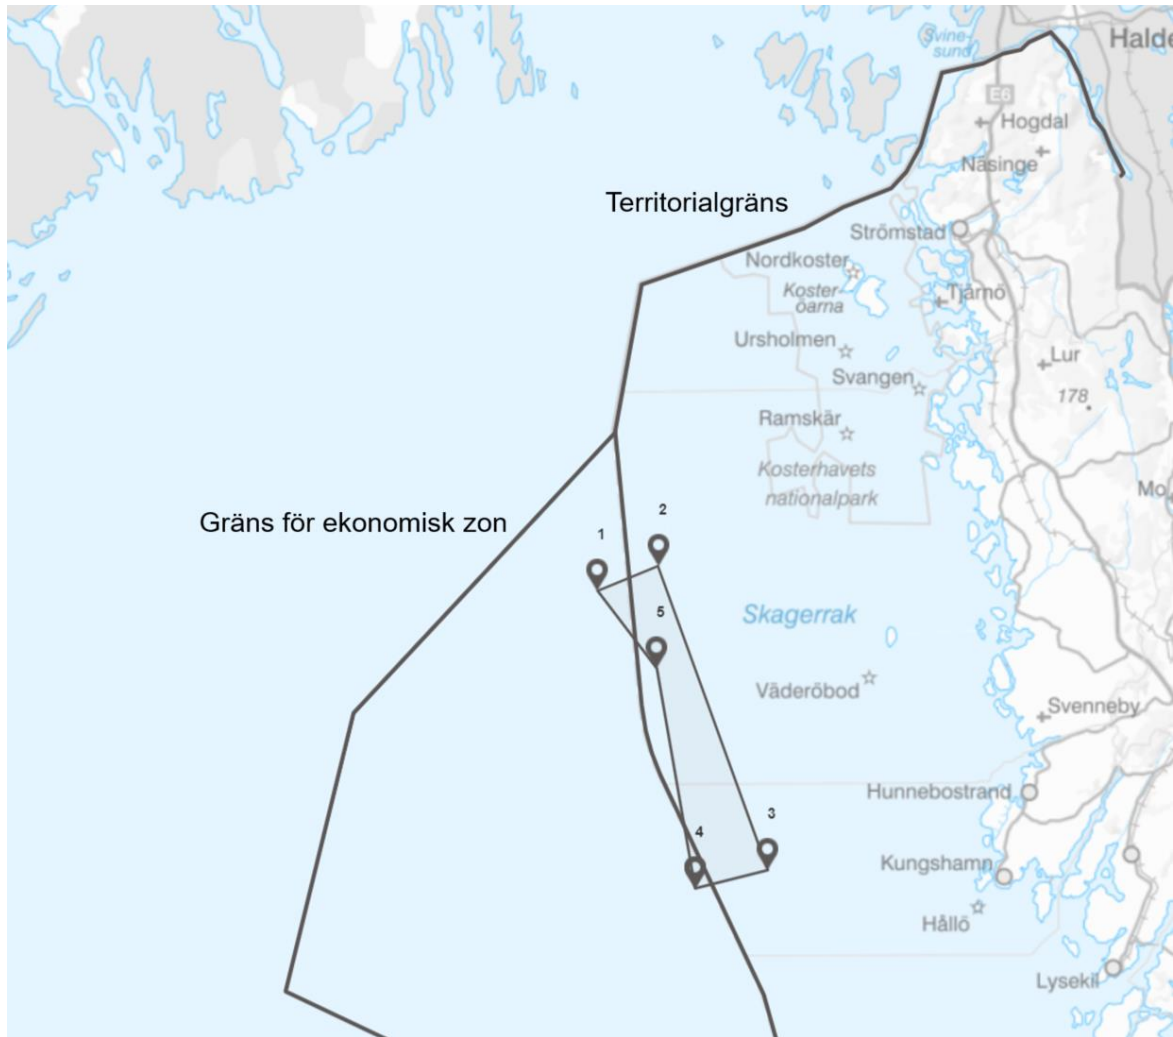 Svine-
sund
Halde
E6
Hogdal
Näsinge
Territorialgräns
Strömstad
Nordkoster
Koster-
öarna
Tjärnö
Ursholmen
Svangen
Lur
178
Ramskär
Kosterhavets
nationalpark
Mo
Gräns för ekonomisk zon
1
2
5
Skagerrak
Väderöbod
Svenneby
Hunnebostrand
3
4
Kungshamn
Hållö
Lysekil